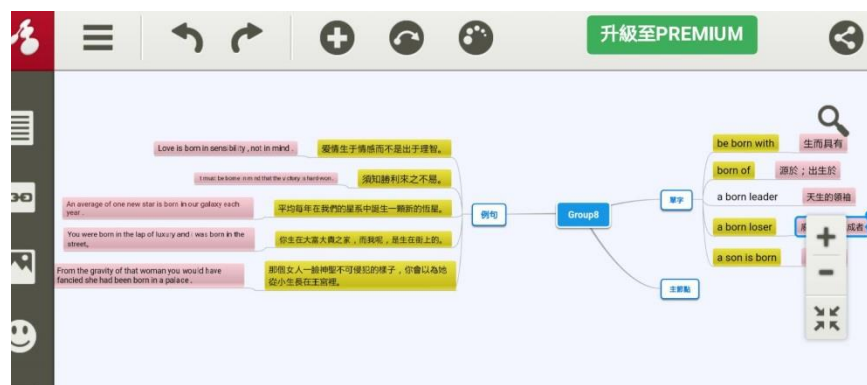 升級至PREMIUM
Love is born in sensibility, not in mind.
愛情生于情感而不是出于理智。
須知勝利來之不易。
An average of one new star is born in our galaxy each
year.
平均每年在我們的星系中誕生一顆新的恆星。
You were born in the lap of luxury and i was born in the
street。
你生在大富大貴之家，而我呢，是生在街上的。
From the gravity of that woman you would have
fancied she had been born in a palace.
那個女人一臉神聖不可侵犯的樣子，你會以為她
從小生長在王宮裡。
例句
Group8
單字
主節點
be born with
生而具有
born of
源於；出生於
a born leader
天生的領袖
a born loser
成者
a son is born